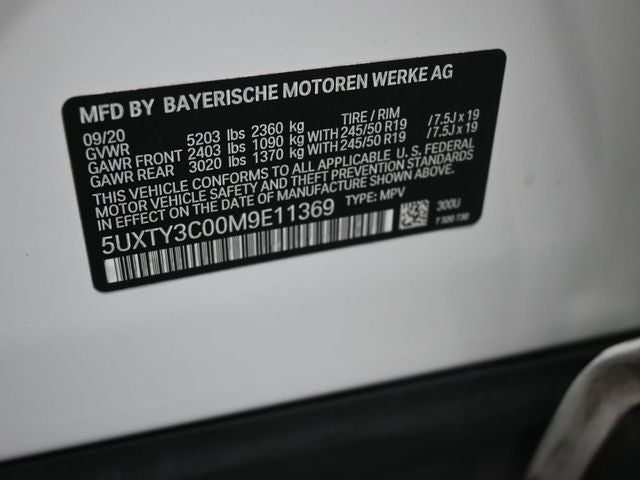 MFD BY BAYERISCHE MOTOREN WERKE AG
09/20 TIRE / RIM
GVWR 5203 lbs 2360 kg
GAWR FRONT 2403 lbs 1090 kg WITH 245/50 R19 /7.5J x 19
GAWR REAR 3020 lbs 1370 kg WITH 245/50 R19 /7.5J x 19
THIS VEHICLE CONFORMS TO ALL APPLICABLE U. S. FEDERAL
MOTOR VEHICLE SAFETY AND THEFT PREVENTION STANDARDS
IN EFFECT ON THE DATE OF MANUFACTURE SHOWN ABOVE.
5UXTY3C00M9E11369 TYPE: MPV 300U